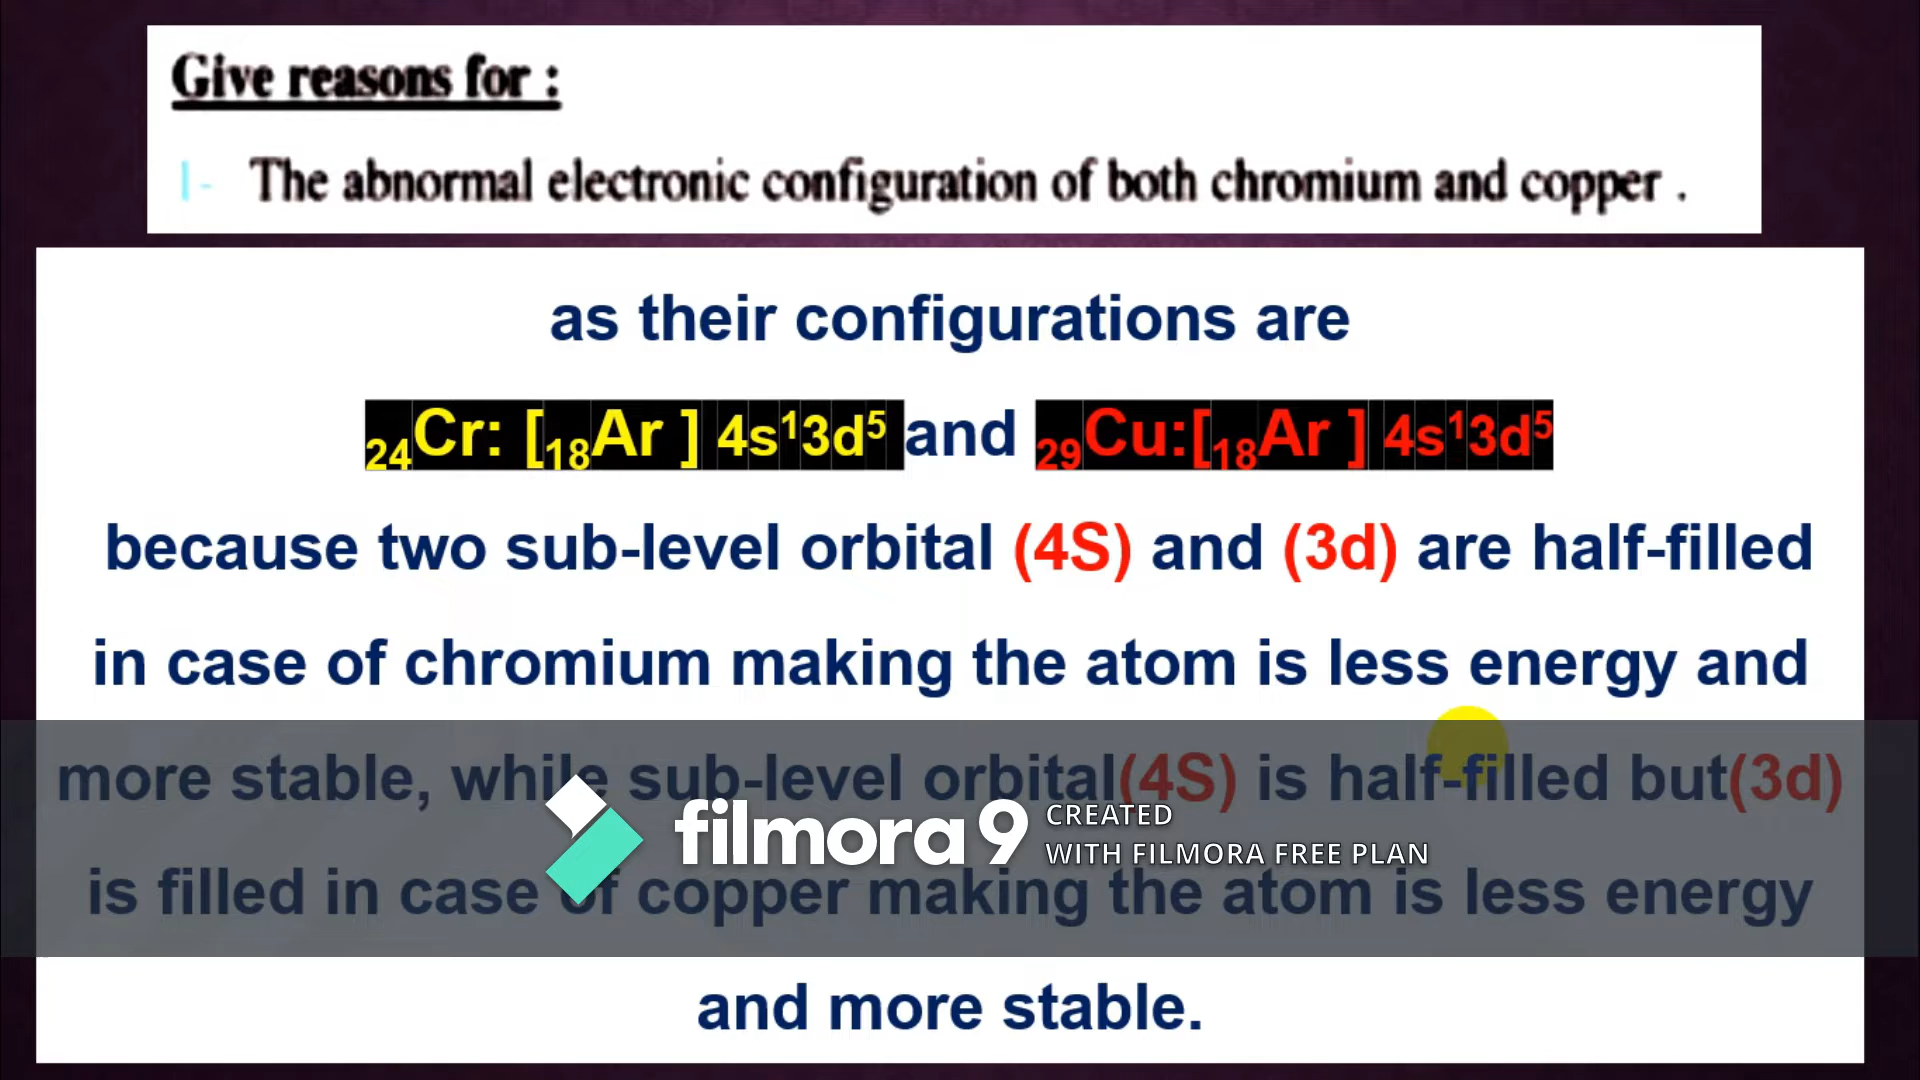 Give reasons for :
1- The abnormal electronic configuration of both chromium and copper .
as their configurations are
₂₄Cr: [₁₈Ar ] 4s¹3d⁵ and ₂₉Cu:[₁₈Ar ] 4s¹3d⁵
because two sub-level orbital (4S) and (3d) are half-filled
in case of chromium making the atom is less energy and
more stable, while sub-level orbital(4S) is half-filled but(3d)
is filled in case of copper making the atom is less energy
and more stable.
filmora9 CREATED
WITH FILMORA FREE PLAN